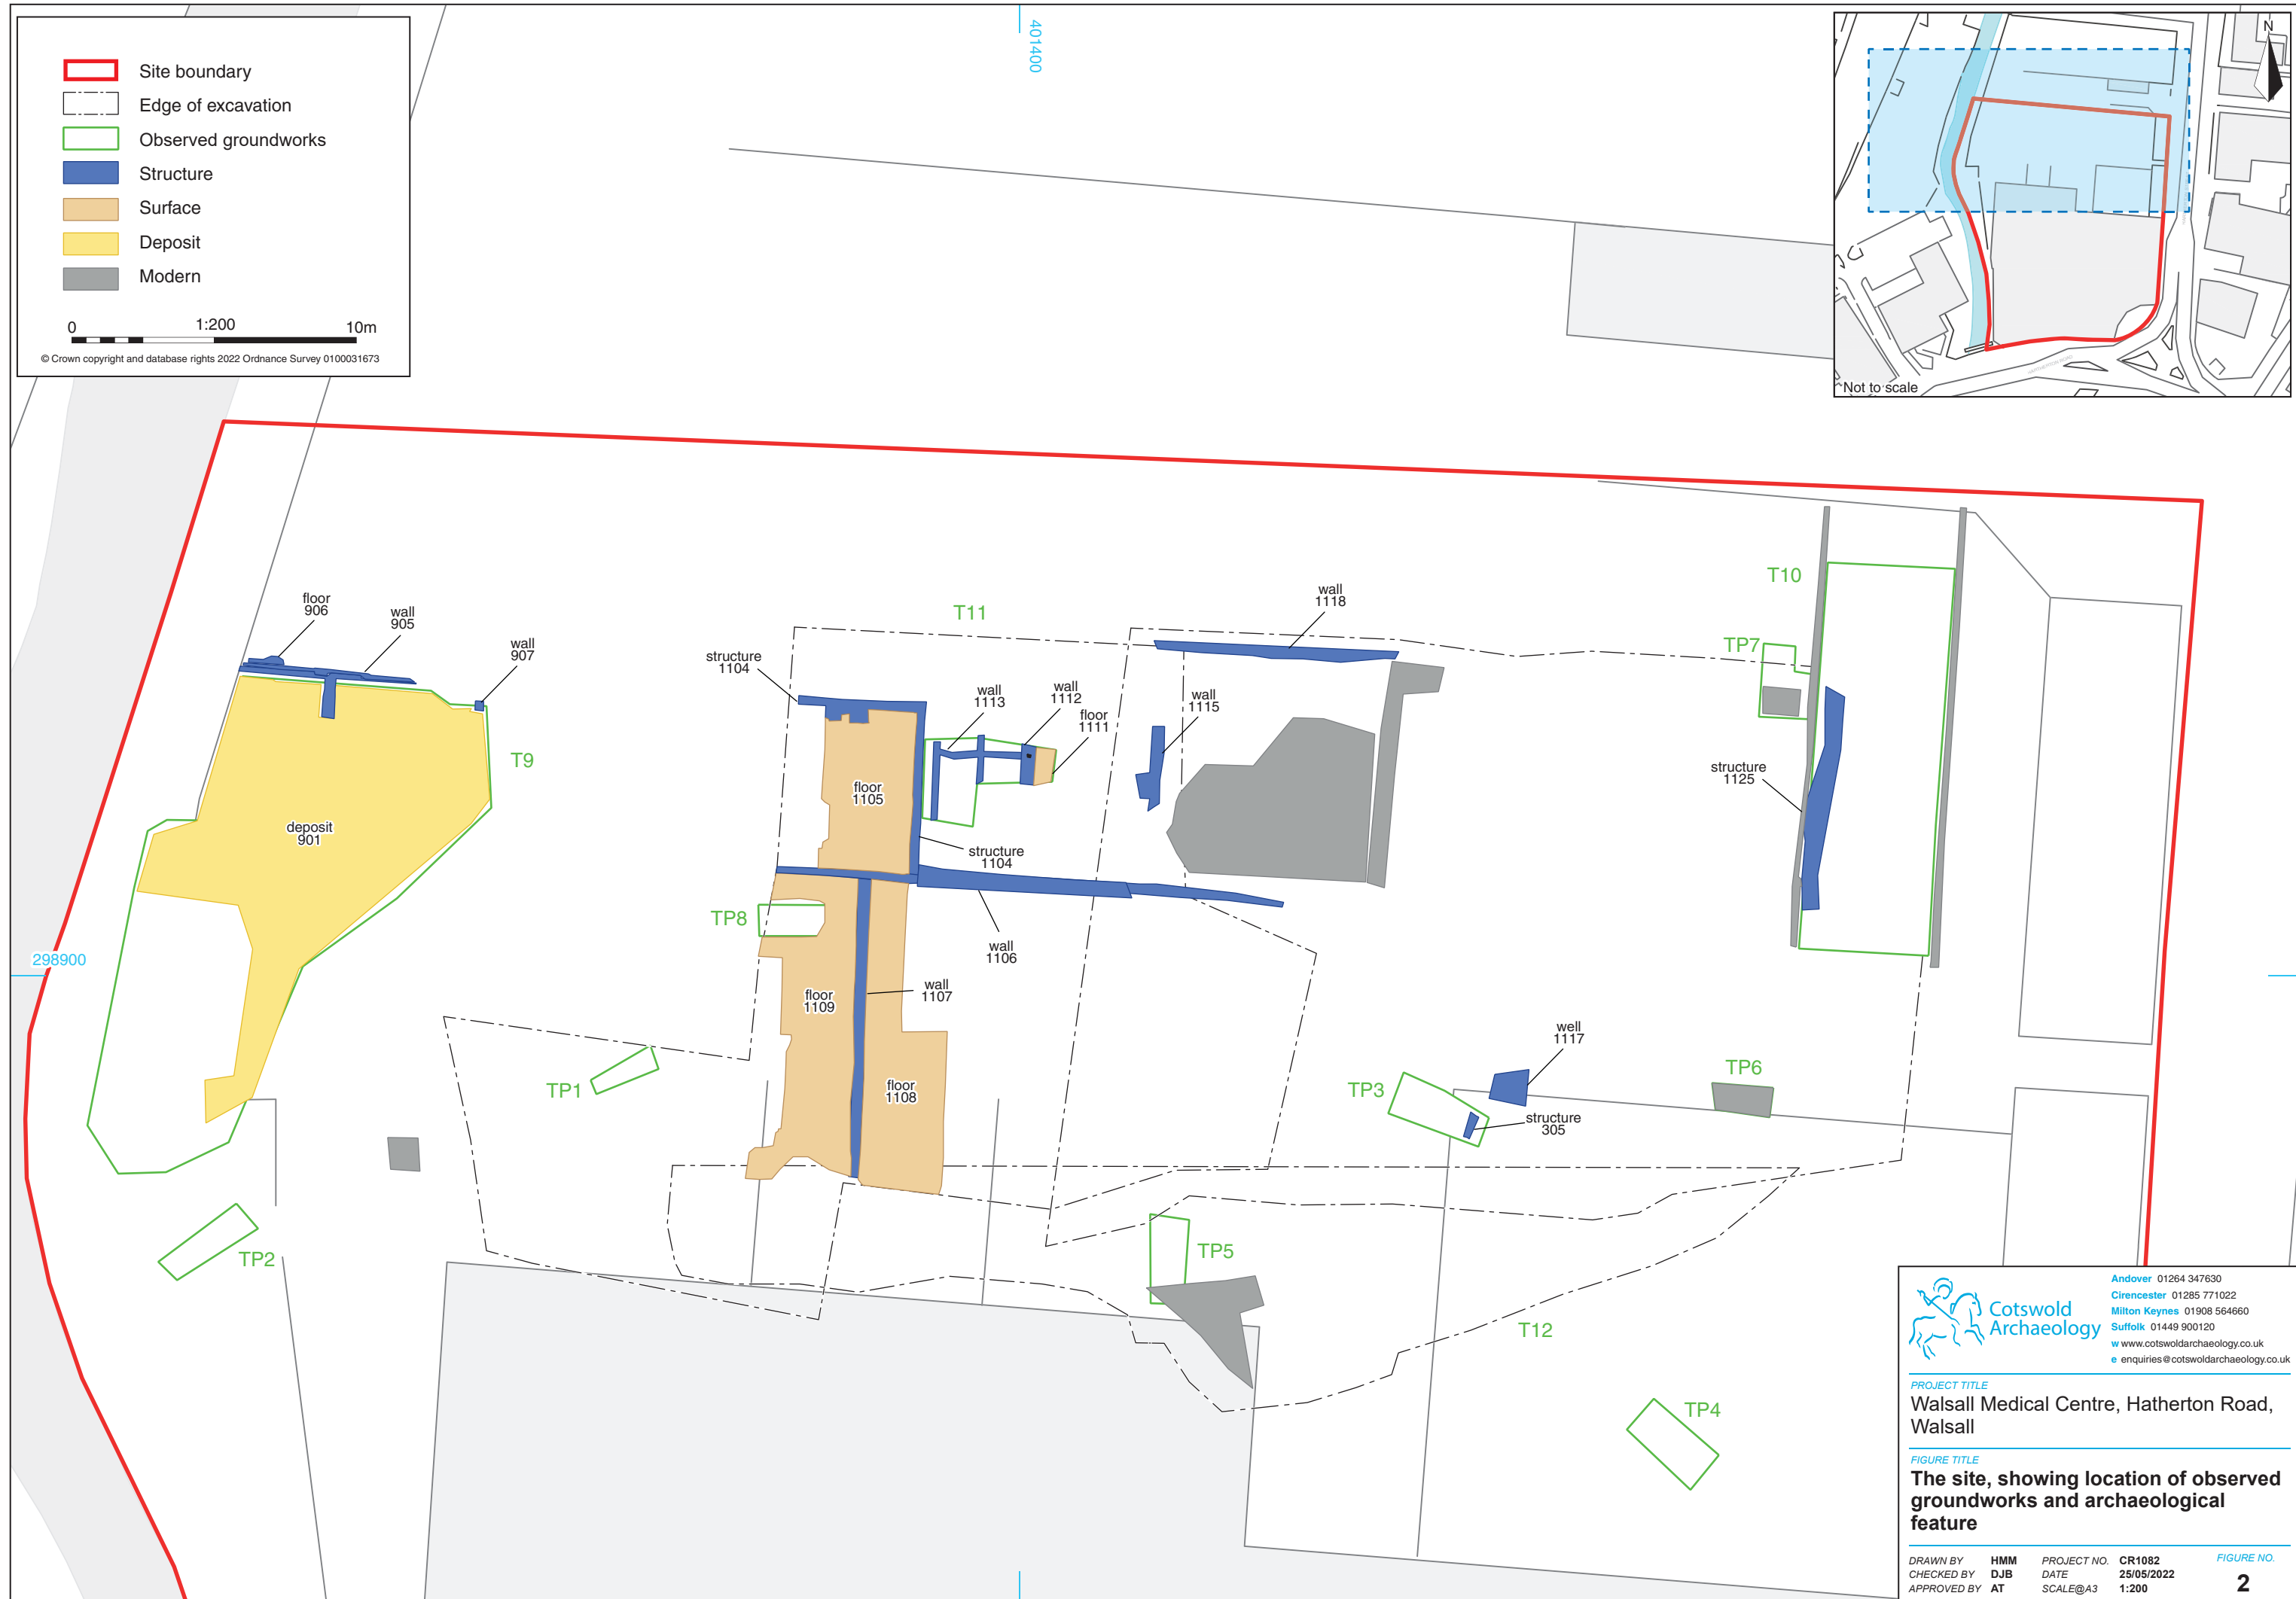 Site boundary
Edge of excavation
Observed groundworks
Structure
Surface
Deposit
Modern
0 1:200 10m
© Crown copyright and database rights 2022 Ordnance Survey 0100031673
401400
N
Not to scale
floor
906
wall
905
wall
907
T9
deposit
901
298900
TP2
TP1
T11
structure
1104
wall
1113
wall
1112
floor
1111
floor
1105
structure
1104
TP8
wall
1106
floor
1109
wall
1107
floor
1108
wall
1118
wall
1115
T10
TP7
structure
1125
well
1117
TP3
structure
305
TP6
TP5
T12
TP4
Cotswold
Archaeology
Andover 01264 347630
Cirencester 01285 771022
Milton Keynes 01908 564660
Suffolk 01449 900120
w www.cotswoldarchaeology.co.uk
e enquiries@cotswoldarchaeology.co.uk
PROJECT TITLE
Walsall Medical Centre, Hatherton Road,
Walsall
FIGURE TITLE
The site, showing location of observed
groundworks and archaeological
feature
DRAWN BY HMM PROJECT NO. CR1082 FIGURE NO.
CHECKED BY DJB DATE 25/05/2022
APPROVED BY AT SCALE@A3 1:200 2